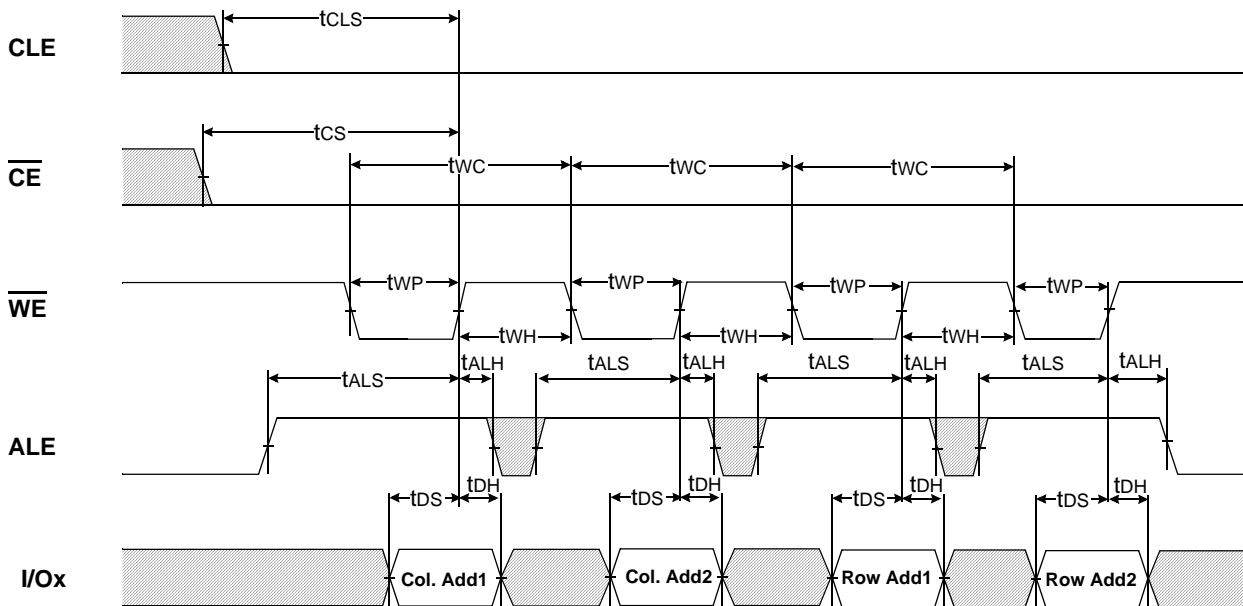 tCLS
CLE
tCS
CE
tWC tWC tWC
WE
tWP tWP tWP tWP
tWH tWH tWH
tALS tALH tALS tALH tALS tALH tALS tALH
ALE
tDS tDH tDS tDH tDS tDH tDS tDH
I/Ox Col. Add1 Col. Add2 Row Add1 Row Add2